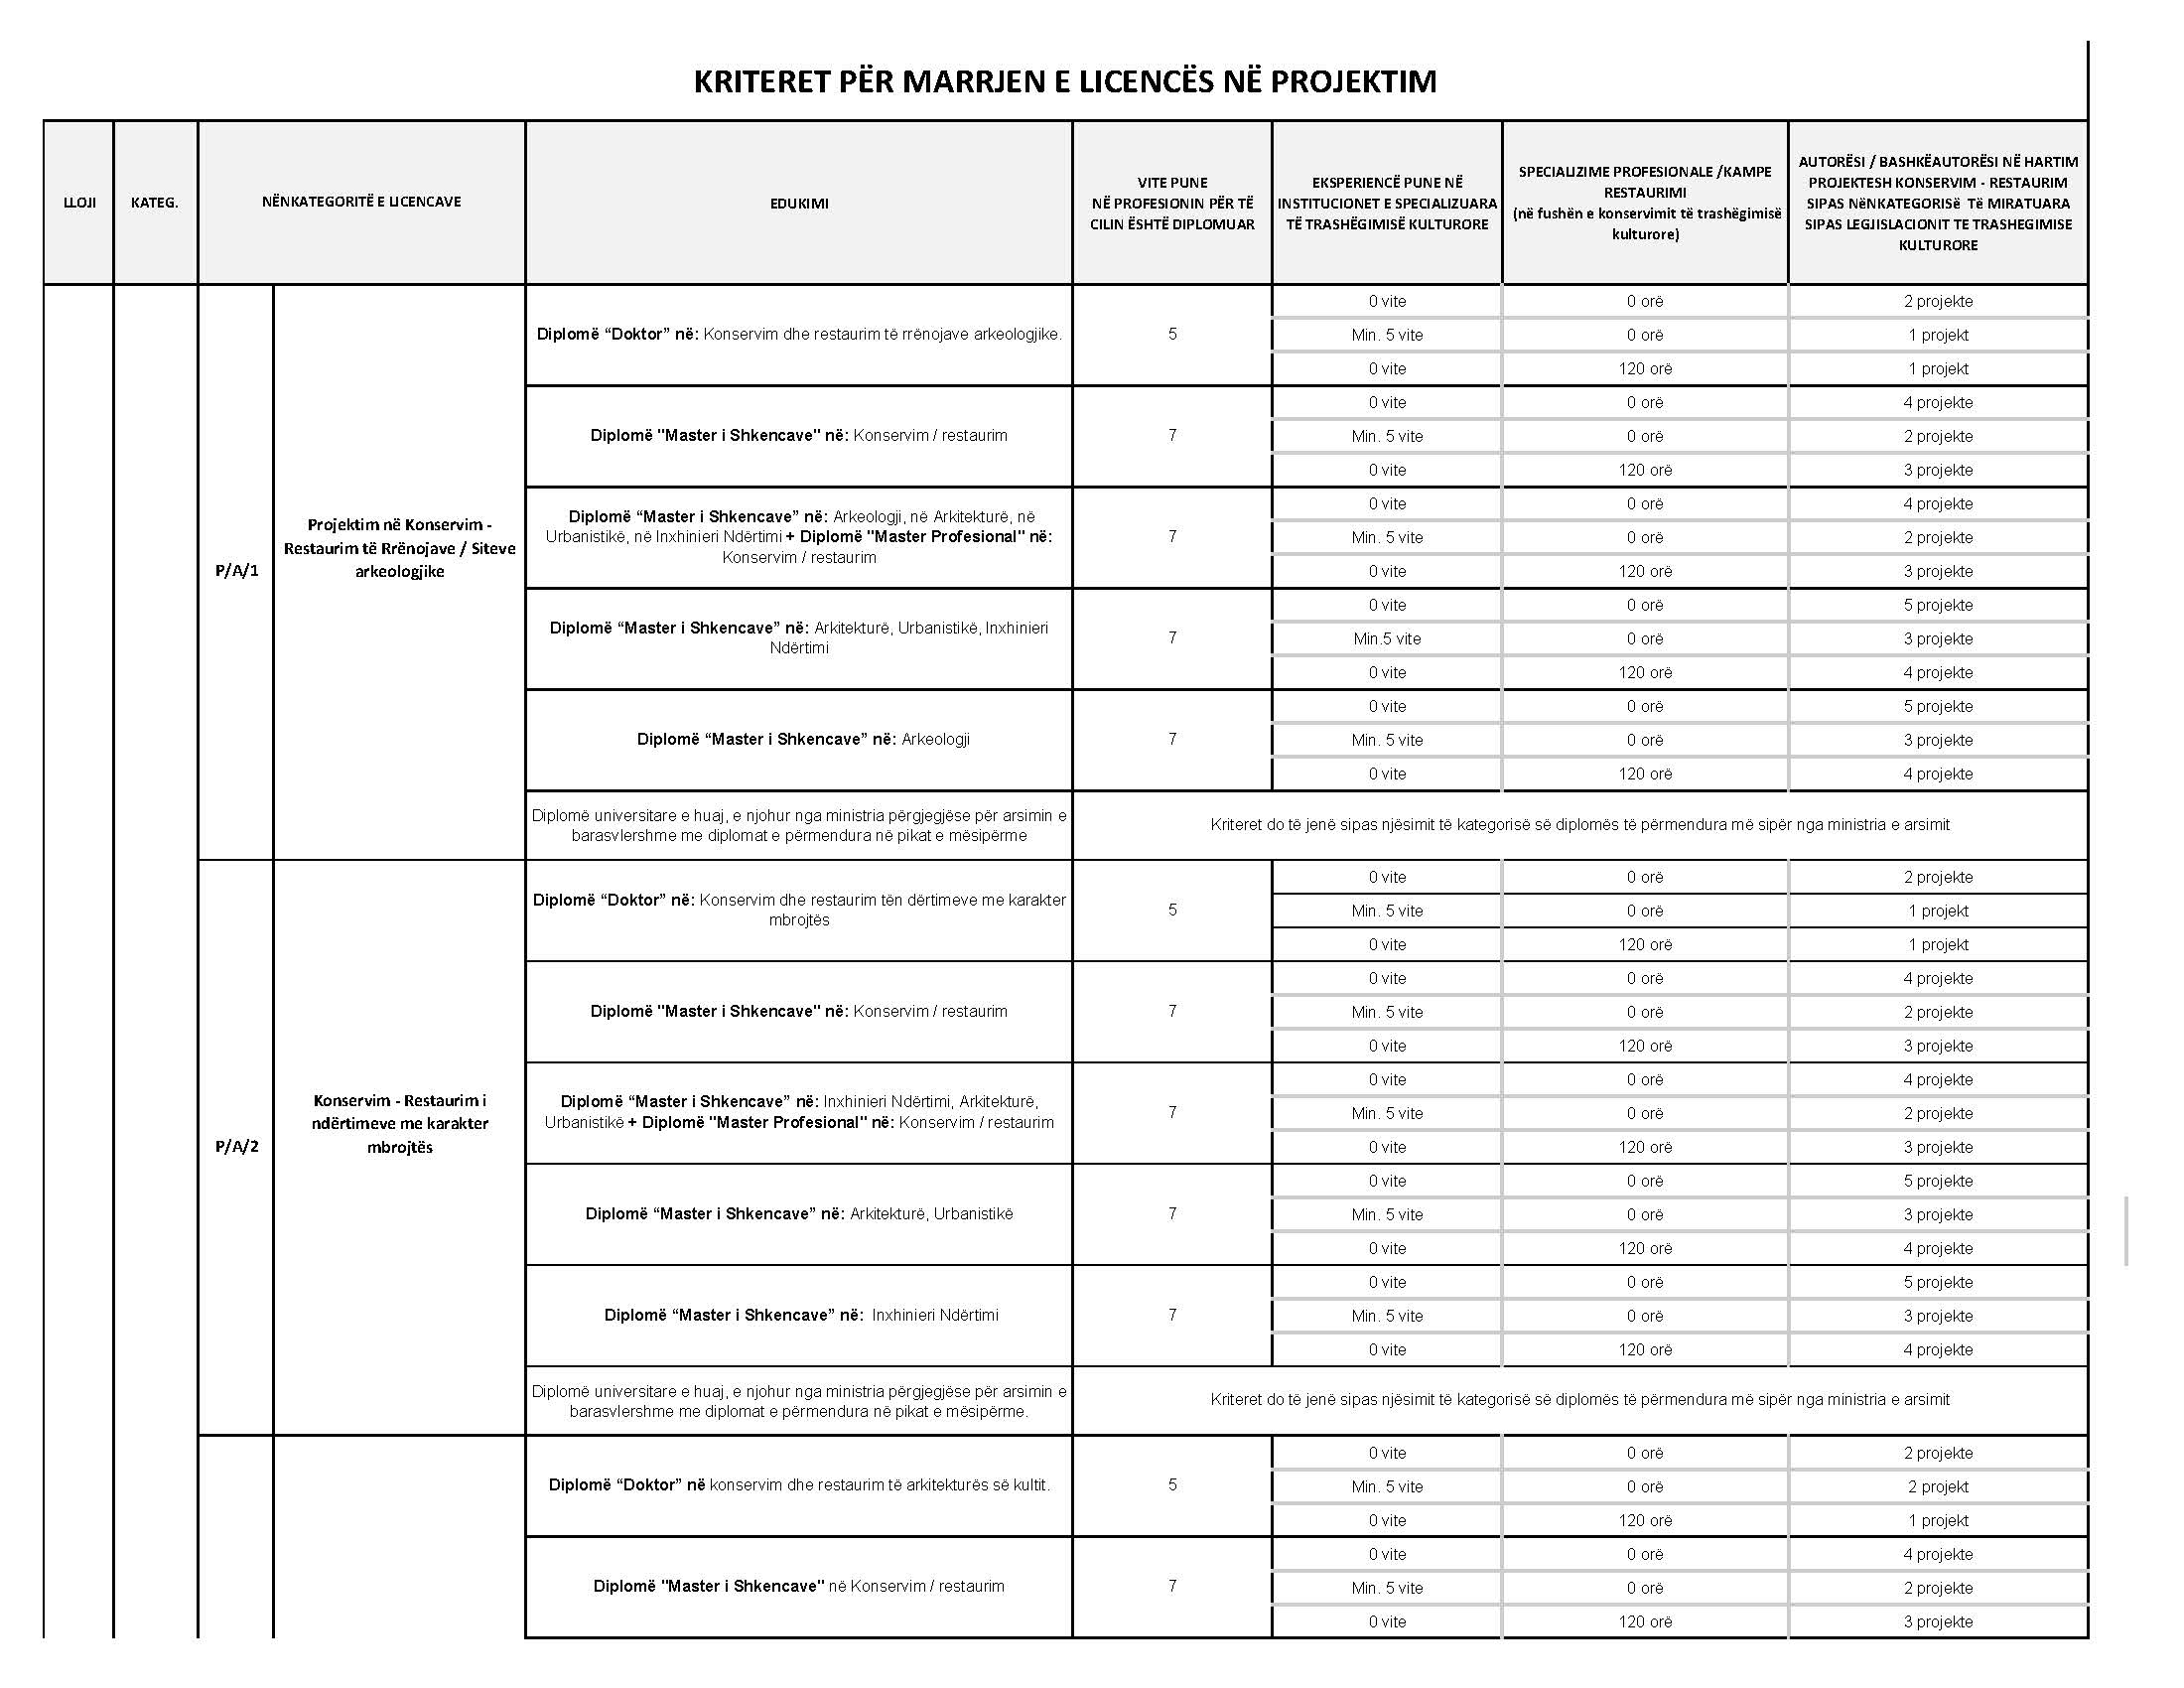 KRITERET PËR MARRJEN E LICENCËS NË PROJEKTIM
LLOJI
KATEG.
NËNKATEGORITË E LICENCAVE
EDUKIMI
VITE PUNE
NË PROFESIONIN PËR TË
CILIN ËSHTË DIPLOMUAR
EKSPERIENCË PUNE NË
INSTITUCIONET E SPECIALIZUARA
TË TRASHËGIMISË KULTURORE
SPECIALIZIME PROFESIONALE /KAMPE
RESTAURIMI
(në fushën e konservimit të trashëgimisë
kulturore)
AUTORËSI / BASHKËAUTORËSI NË HARTIM
PROJEKTESH KONSERVIM - RESTAURIM
SIPAS NëNKATEGORISë Të MIRATUARA
SIPAS LEGJISLACIONIT TE TRASHEGIMISE
KULTURORE
P/A/1
Projektim në Konservim -
Restaurim të Rrënojave / Siteve
arkeologjike
Diplomë “Doktor” në: Konservim dhe restaurim të rrënojave arkeologjike.
5
0 vite 0 orë 2 projekte
Min. 5 vite 0 orë 1 projekt
0 vite 120 orë 1 projekt
Diplomë "Master i Shkencave" në: Konservim / restaurim
7
0 vite 0 orë 4 projekte
Min. 5 vite 0 orë 2 projekte
0 vite 120 orë 3 projekte
Diplomë “Master i Shkencave” në: Arkeologji, në Arkitekturë, në
Urbanistikë, në Inxhinieri Ndërtimi + Diplomë "Master Profesional" në:
Konservim / restaurim
7
0 vite 0 orë 4 projekte
Min. 5 vite 0 orë 2 projekte
0 vite 120 orë 3 projekte
Diplomë “Master i Shkencave” në: Arkitekturë, Urbanistikë, Inxhinieri
Ndërtimi
7
0 vite 0 orë 5 projekte
Min.5 vite 0 orë 3 projekte
0 vite 120 orë 4 projekte
Diplomë “Master i Shkencave” në: Arkeologji
7
0 vite 0 orë 5 projekte
Min. 5 vite 0 orë 3 projekte
0 vite 120 orë 4 projekte
Diplomë universitare e huaj, e njohur nga ministria përgjegjëse për arsimin e
barasvlershme me diplomat e përmendura në pikat e mësipërme
Kriteret do të jenë sipas njësimit të kategorisë së diplomës të përmendura më sipër nga ministria e arsimit
P/A/2
Konservim - Restaurim i
ndërtimeve me karakter
mbrojtës
Diplomë “Doktor” në: Konservim dhe restaurim tën dërtimeve me karakter
mbrojtës
5
0 vite 0 orë 2 projekte
Min. 5 vite 0 orë 1 projekt
0 vite 120 orë 1 projekt
Diplomë "Master i Shkencave" në: Konservim / restaurim
7
0 vite 0 orë 4 projekte
Min. 5 vite 0 orë 2 projekte
0 vite 120 orë 3 projekte
Diplomë “Master i Shkencave” në: Inxhinieri Ndërtimi, Arkitekturë,
Urbanistikë + Diplomë "Master Profesional" në: Konservim / restaurim
7
0 vite 0 orë 4 projekte
Min. 5 vite 0 orë 2 projekte
0 vite 120 orë 3 projekte
Diplomë “Master i Shkencave” në: Arkitekturë, Urbanistikë
7
0 vite 0 orë 5 projekte
Min. 5 vite 0 orë 3 projekte
0 vite 120 orë 4 projekte
Diplomë “Master i Shkencave” në: Inxhinieri Ndërtimi
7
0 vite 0 orë 5 projekte
Min. 5 vite 0 orë 3 projekte
0 vite 120 orë 4 projekte
Diplomë universitare e huaj, e njohur nga ministria përgjegjëse për arsimin e
barasvlershme me diplomat e përmendura në pikat e mësipërme.
Kriteret do të jenë sipas njësimit të kategorisë së diplomës të përmendura më sipër nga ministria e arsimit
Diplomë “Doktor” në konservim dhe restaurim të arkitekturës së kultit.
5
0 vite 0 orë 2 projekte
Min. 5 vite 0 orë 2 projekt
0 vite 120 orë 1 projekt
Diplomë "Master i Shkencave" në Konservim / restaurim
7
0 vite 0 orë 4 projekte
Min. 5 vite 0 orë 2 projekte
0 vite 120 orë 3 projekte